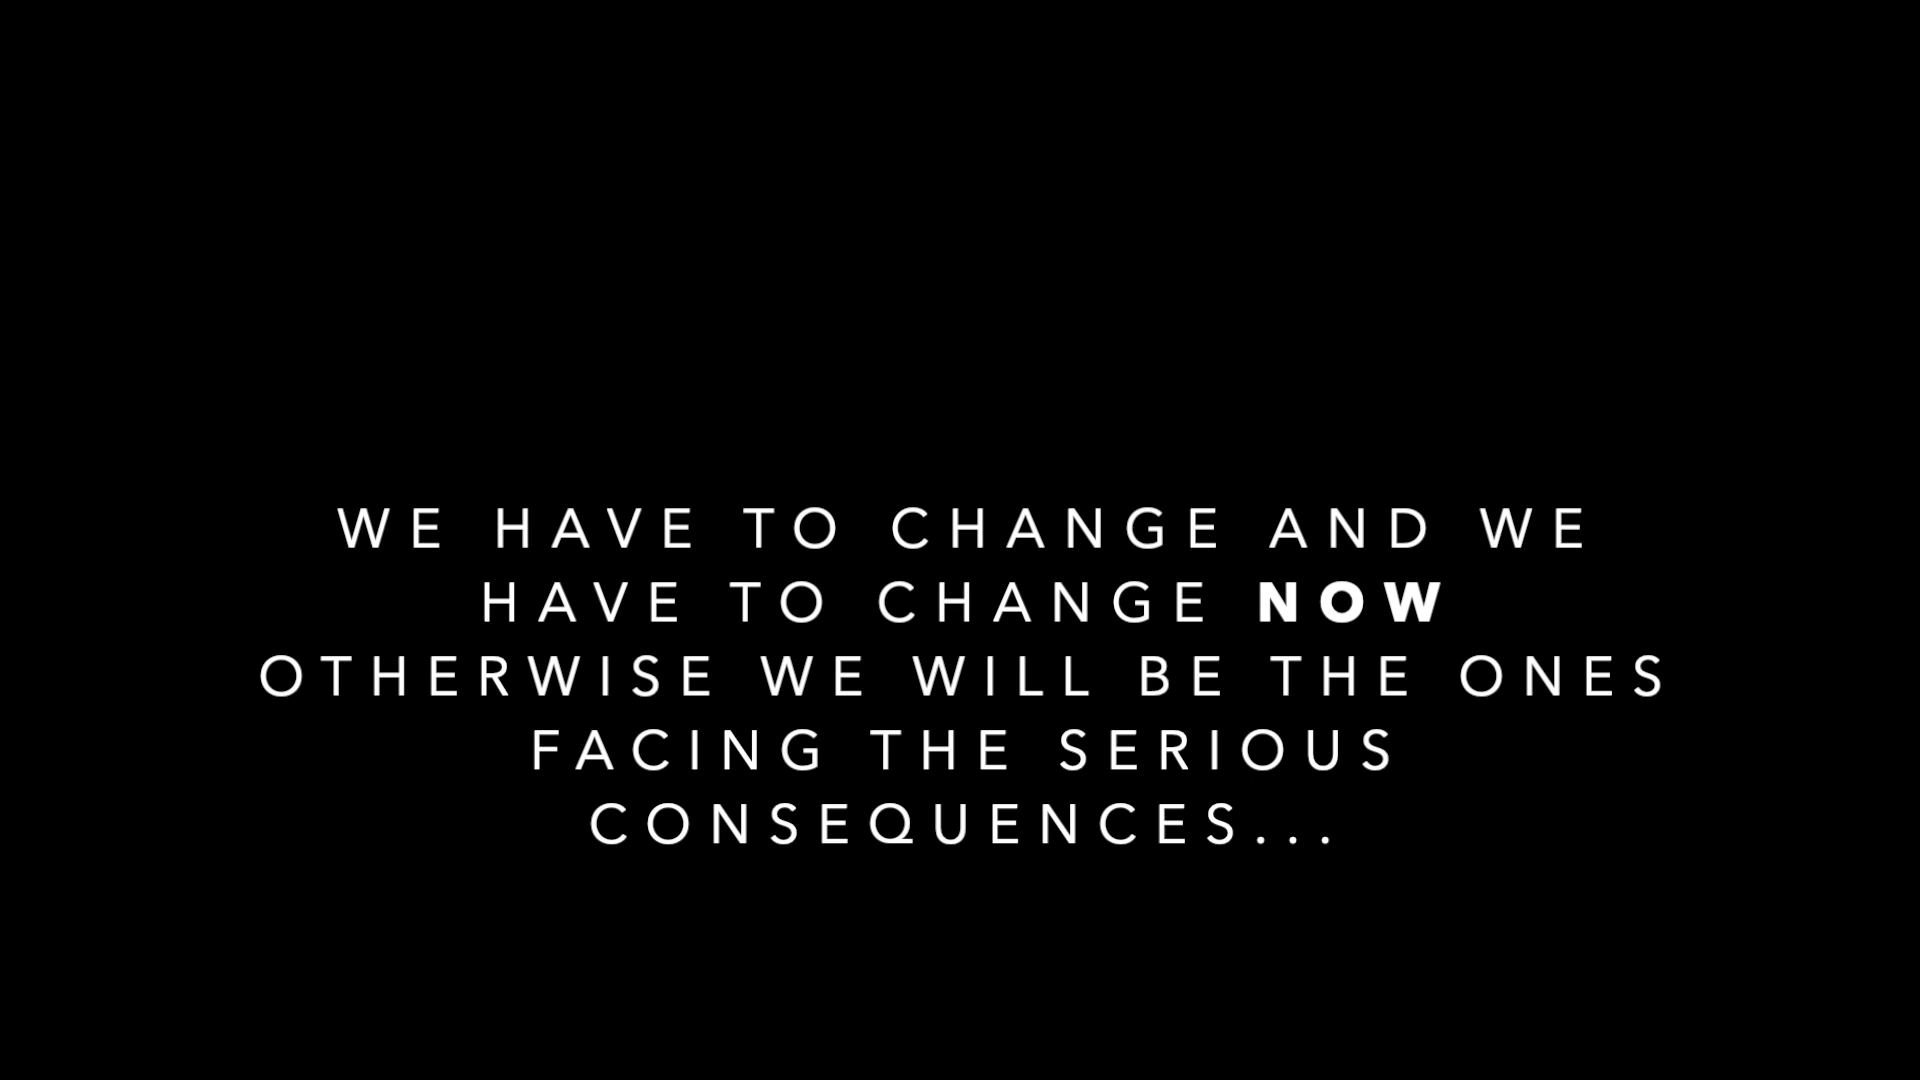 WE HAVE TO CHANGE AND WE
HAVE TO CHANGE NOW
OTHERWISE WE WILL BE THE ONES
FACING THE SERIOUS
CONSEQUENCES...